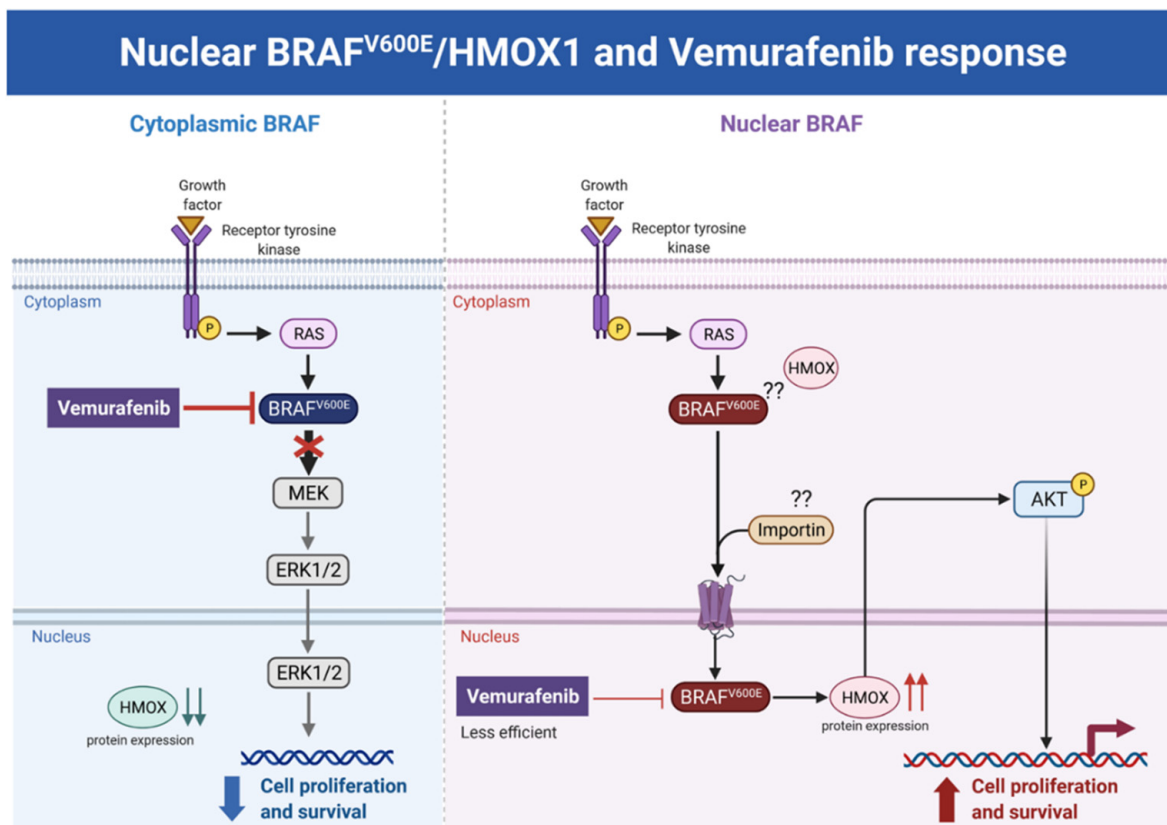 Nuclear BRAFV600E/HMOX1 and Vemurafenib response
Cytoplasmic BRAF
Growth
factor
Receptor tyrosine
kinase
Cytoplasm
P
RAS
Vemurafenib
BRAFV600E
MEK
ERK1/2
Nucleus
ERK1/2
HMOX
protein expression
Cell proliferation
and survival
Nuclear BRAF
Growth
factor
Receptor tyrosine
kinase
Cytoplasm
P
RAS
HMOX
??
BRAFV600E
??
Importin
AKT
P
Nucleus
Vemurafenib
Less efficient
BRAFV600E
HMOX
protein expression
Cell proliferation
and survival